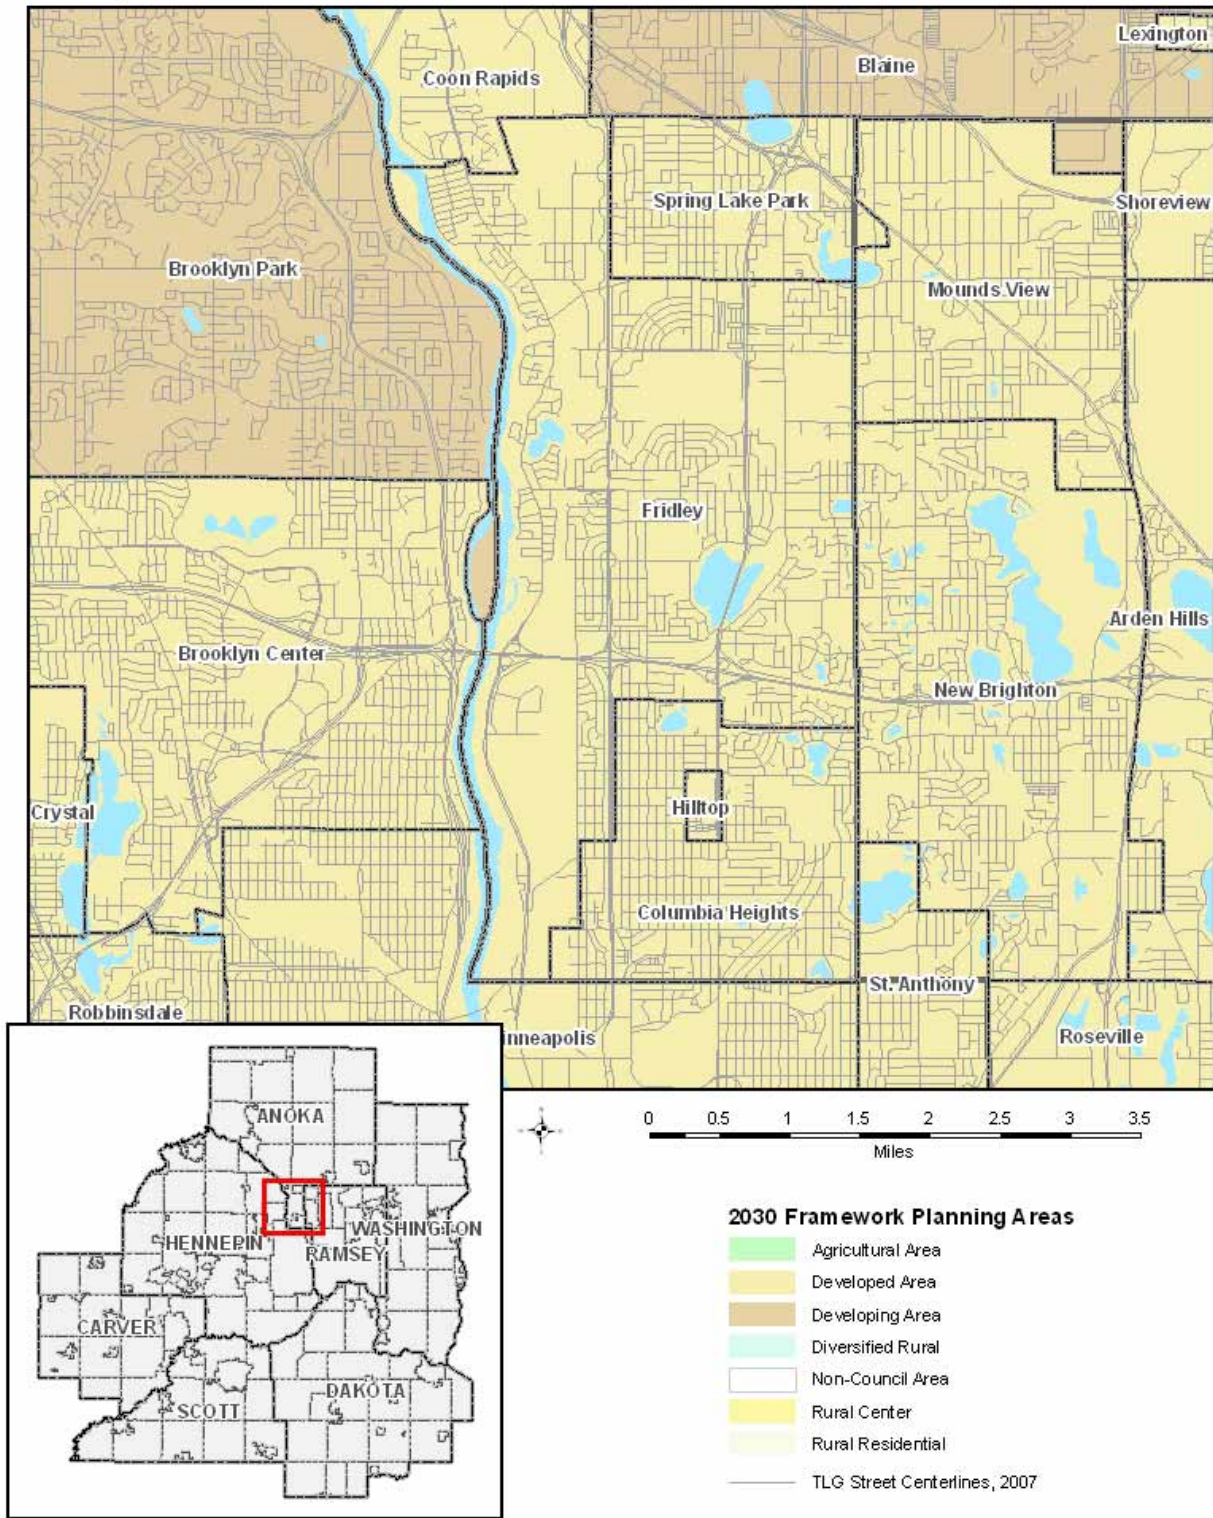 Lexington
Coon Rapids
Blaine
Spring Lake Park
Shoreview
Brooklyn Park
Mounds View
Fridley
Arden Hills
Brooklyn Center
New Brighton
Crystal
Hilltop
Columbia Heights
St. Anthony
Robbinsdale
inneapolis
Roseville
ANOKA
WASHINGTON
HENNEPIN
RAMSEY
CARVER
DAKOTA
SCOTT
0 0.5 1 1.5 2 2.5 3 3.5
Miles
2030 Framework Planning Areas
Agricultural Area
Developed Area
Developing Area
Diversified Rural
Non-Council Area
Rural Center
Rural Residential
TLG Street Centerlines, 2007